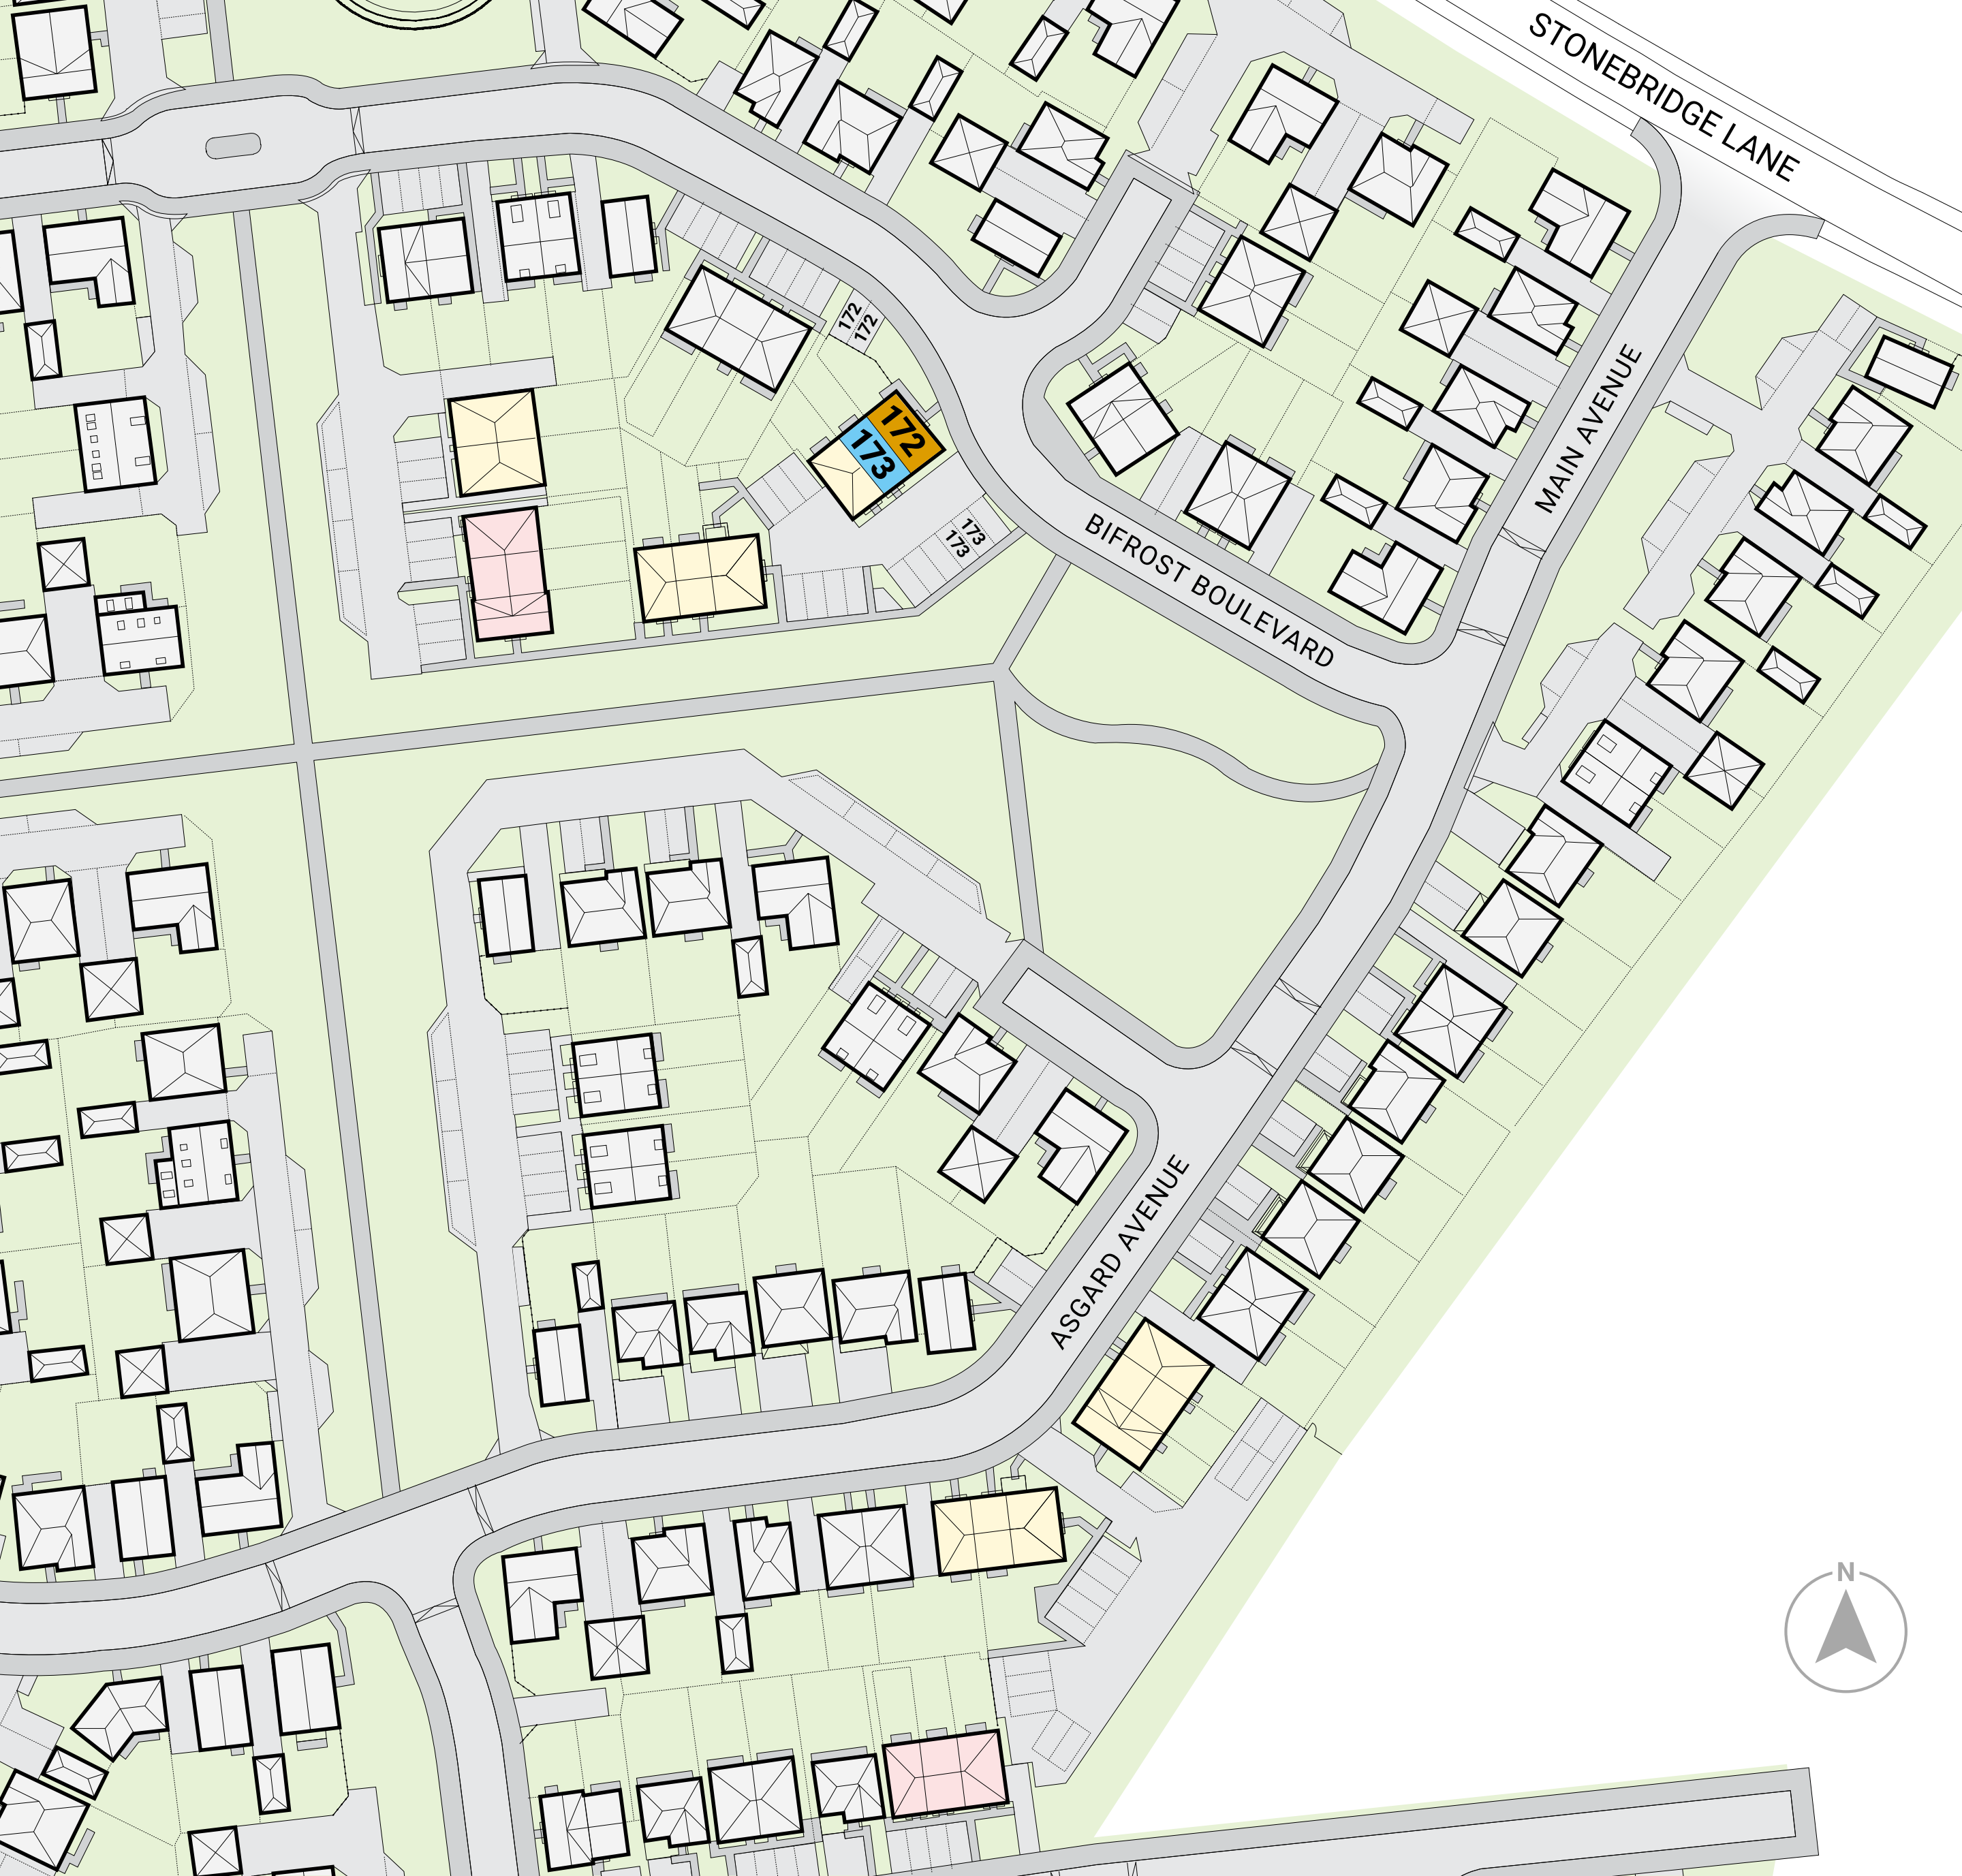 STONEBRIDGE LANE
MAIN AVENUE
172
172
172
173
173
173
BIFROST BOULEVARD
ASGARD AVENUE
N